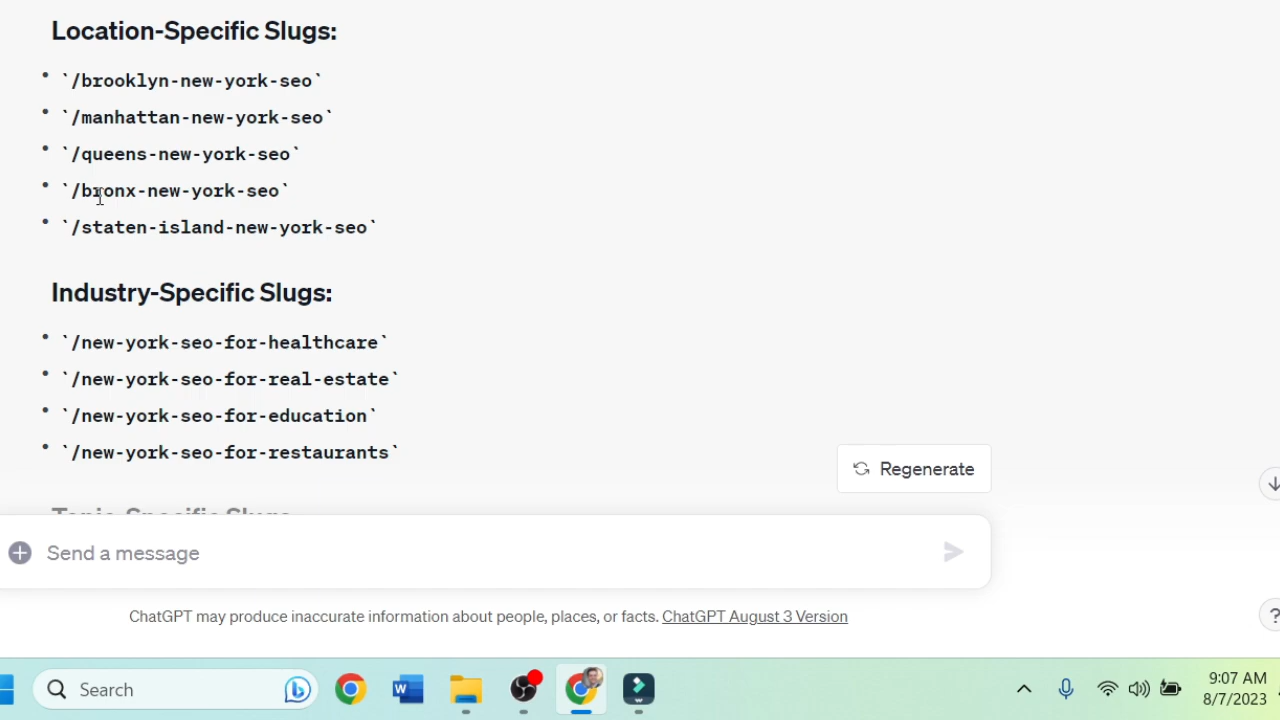 Location-Specific Slugs:
`/brooklyn-new-york-seo`
`/manhattan-new-york-seo`
`/queens-new-york-seo`
`/bronx-new-york-seo`
`/staten-island-new-york-seo`
Industry-Specific Slugs:
`/new-york-seo-for-healthcare`
`/new-york-seo-for-real-estate`
`/new-york-seo-for-education`
`/new-york-seo-for-restaurants`
Regenerate
Topic-Specific Slugs
Send a message
ChatGPT may produce inaccurate information about people, places, or facts. ChatGPT August 3 Version
Search
9:07 AM
8/7/2023